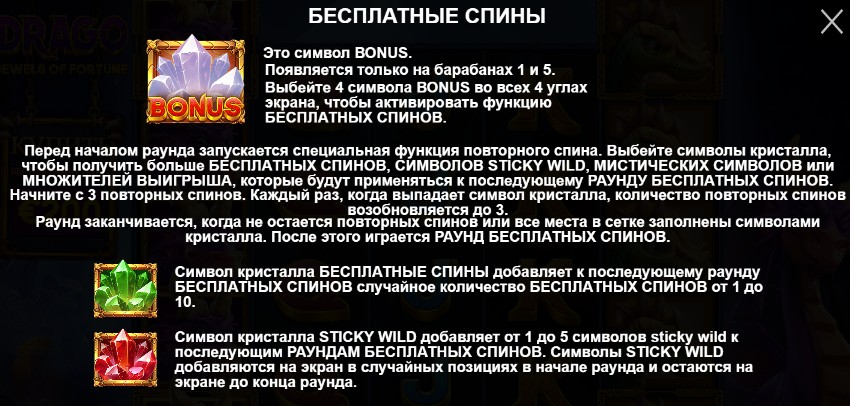 БЕСПЛАТНЫЕ СПИНЫ
DRAGO
JEWELS OF FORTUNE
BONUS
Это символ BONUS.
Появляется только на барабанах 1 и 5.
Выбейте 4 символа BONUS во всех 4 углах
экрана, чтобы активировать функцию
БЕСПЛАТНЫХ СПИНОВ.
Перед началом раунда запускается специальная функция повторного спина. Выбейте символы кристалла,
чтобы получить больше БЕСПЛАТНЫХ СПИНОВ, СИМВОЛОВ STICKY WILD, МИСТИЧЕСКИХ СИМВОЛОВ или
МНОЖИТЕЛЕЙ ВЫИГРЫША, которые будут применяться к последующему РАУНДУ БЕСПЛАТНЫХ СПИНОВ.
Начните с 3 повторных спинов. Каждый раз, когда выпадает символ кристалла, количество повторных спинов
возобновляется до 3.
Раунд заканчивается, когда не остается повторных спинов или все места в сетке заполнены символами
кристалла. После этого играется РАУНД БЕСПЛАТНЫХ СПИНОВ.
Символ кристалла БЕСПЛАТНЫЕ СПИНЫ добавляет к последующему раунду
БЕСПЛАТНЫХ СПИНОВ случайное количество БЕСПЛАТНЫХ СПИНОВ от 1 до
10.
Символ кристалла STICKY WILD добавляет от 1 до 5 символов sticky wild к
последующим РАУНДАМ БЕСПЛАТНЫХ СПИНОВ. Символы STICKY WILD
добавляются на экран в случайных позициях в начале раунда и остаются на
экране до конца раунда.